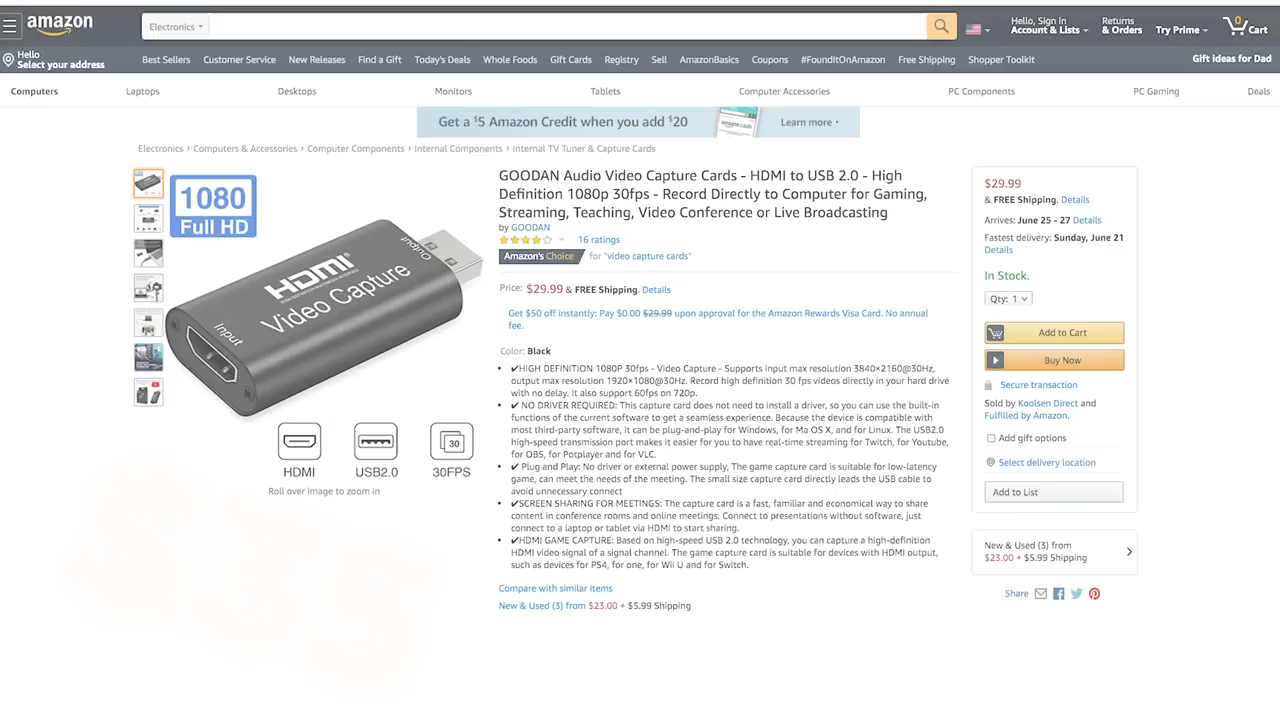 amazon
Electronics
Hello, Sign in
Account & Lists
Returns
& Orders
Try Prime
0
Cart
Hello
Select your address
Best Sellers
Customer Service
New Releases
Find a Gift
Today's Deals
Whole Foods
Gift Cards
Registry
Sell
AmazonBasics
Coupons
#FoundItOnAmazon
Free Shipping
Shopper Toolkit
Gift Ideas for Dad
Computers
Laptops
Desktops
Monitors
Tablets
Computer Accessories
PC Components
PC Gaming
Deals
Get a $5 Amazon Credit when you add $20
Learn more
Electronics › Computers & Accessories › Computer Components › Internal Components › Internal TV Tuner & Capture Cards
1080
Full HD
Output
HDMI
Video Capture
Input
HDMI
USB2.0
30
30FPS
Roll over image to zoom in
GOODAN Audio Video Capture Cards - HDMI to USB 2.0 - High
Definition 1080p 30fps - Record Directly to Computer for Gaming,
Streaming, Teaching, Video Conference or Live Broadcasting
by GOODAN
16 ratings
Amazon's Choice for "video capture cards"
Price: $29.99 & FREE Shipping. Details
Get $50 off instantly: Pay $0.00 $29.99 upon approval for the Amazon Rewards Visa Card. No annual
fee.
Color: Black
• ✔HIGH DEFINITION 1080P 30fps - Video Capture - Supports input max resolution 3840×2160@30Hz,
output max resolution 1920×1080@30Hz. Record high definition 30 fps videos directly in your hard drive
with no delay. It also support 60fps on 720p.
• ✔ NO DRIVER REQUIRED: This capture card does not need to install a driver, so you can use the built-in
functions of the current software to get a seamless experience. Because the device is compatible with
most third-party software, it can be plug-and-play for Windows, for Ma OS X, and for Linux. The USB2.0
high-speed transmission port makes it easier for you to have real-time streaming for Twitch, for Youtube,
for OBS, for Potplayer and for VLC.
• ✔ Plug and Play: No driver or external power supply, The game capture card is suitable for low-latency
game, can meet the needs of the meeting. The small size capture card directly leads the USB cable to
avoid unnecessary connect
• ✔SCREEN SHARING FOR MEETINGS: The capture card is a fast, familiar and economical way to share
content in conference rooms and online meetings. Connect to presentations without software, just
connect to a laptop or tablet via HDMI to start sharing.
• ✔HDMI GAME CAPTURE: Based on high-speed USB 2.0 technology, you can capture a high-definition
HDMI video signal of a signal channel. The game capture card is suitable for devices with HDMI output,
such as devices for PS4, for one, for Wii U and for Switch.
Compare with similar items
New & Used (3) from $23.00 + $5.99 Shipping
$29.99
& FREE Shipping. Details
Arrives: June 25 - 27 Details
Fastest delivery: Sunday, June 21
Details
In Stock.
Qty: 1
Add to Cart
Buy Now
Secure transaction
Sold by Koolsen Direct and
Fulfilled by Amazon.
Add gift options
Select delivery location
Add to List
New & Used (3) from
$23.00 + $5.99 Shipping
Share